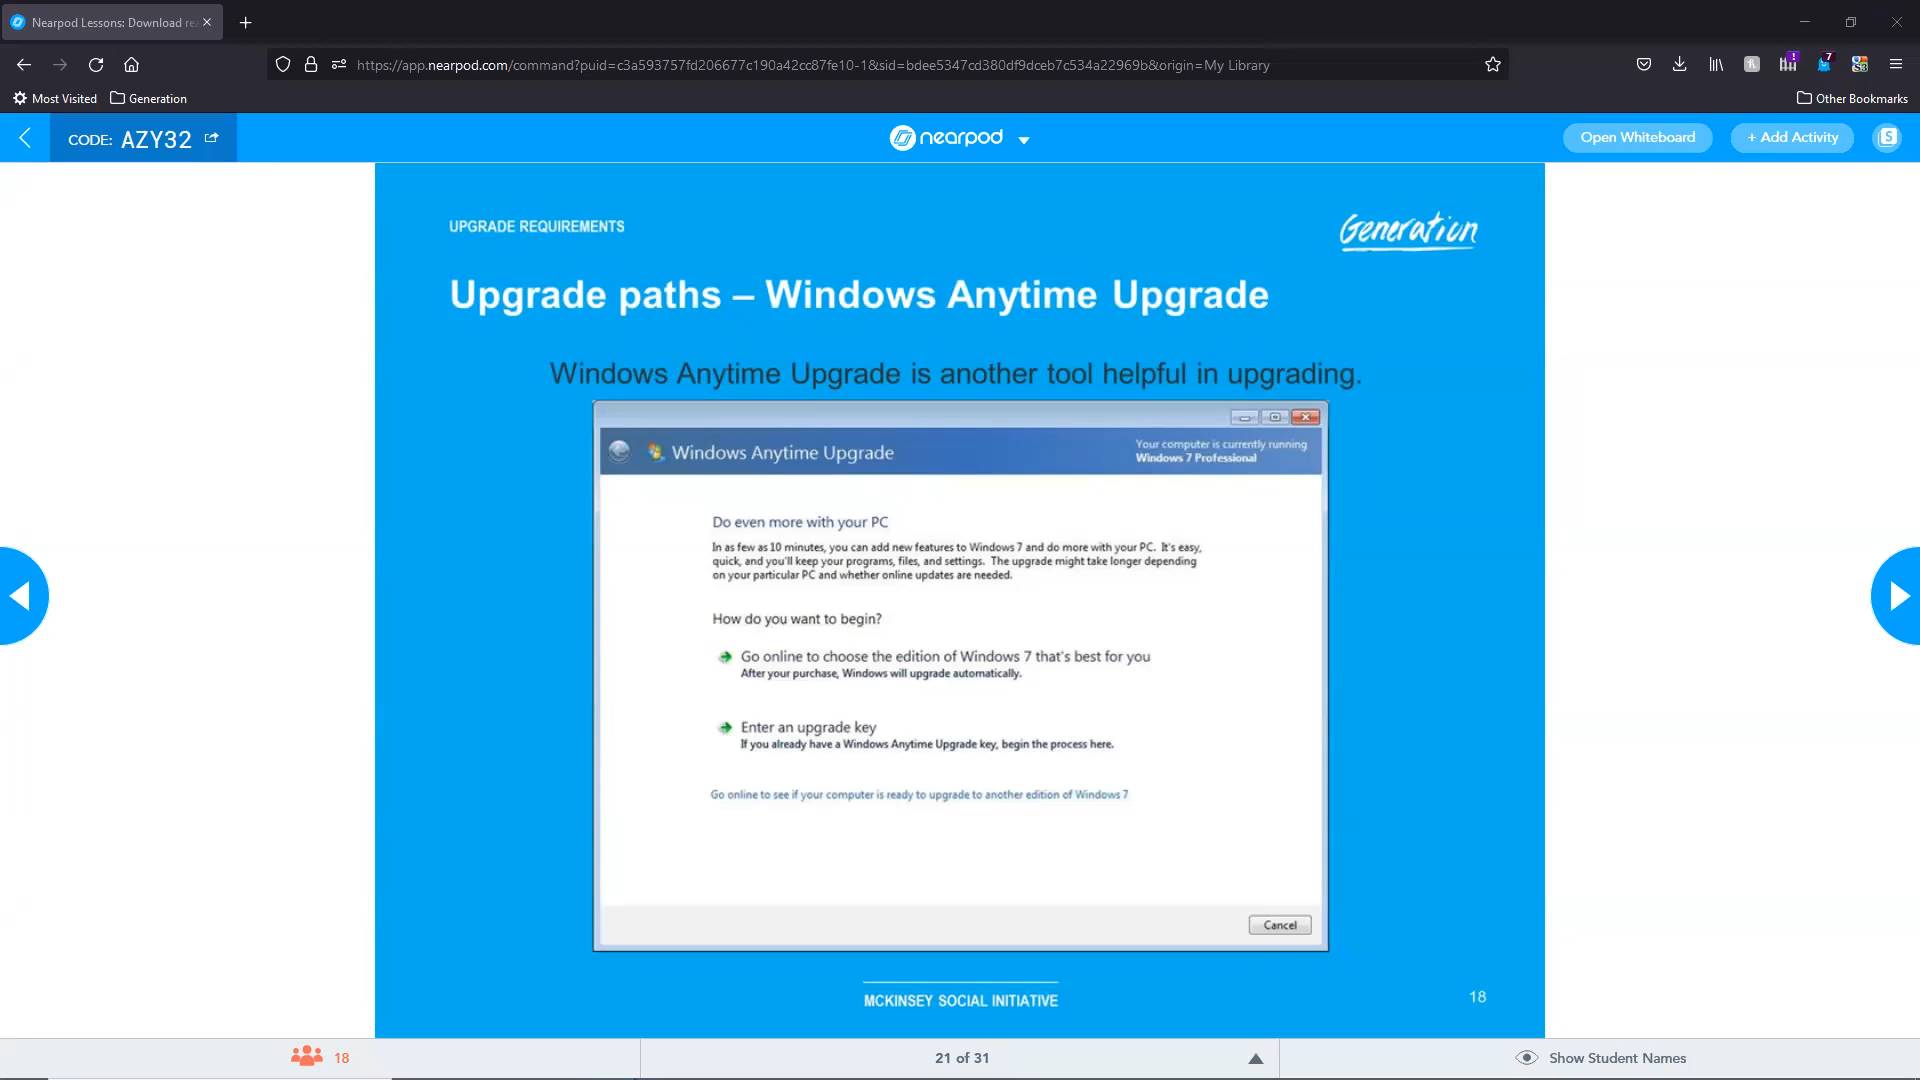 Nearpod Lessons: Download re
https://app.nearpod.com/command?puid=c3a593757fd206677c190a42cc87fe10-1&sid=bdee5347cd380df9dceb7c534a22969b&origin=My Library
! 7
Most Visited Generation Other Bookmarks
CODE: AZY32 nearpod Open Whiteboard + Add Activity S
UPGRADE REQUIREMENTS Generation
Upgrade paths – Windows Anytime Upgrade
Windows Anytime Upgrade is another tool helpful in upgrading.
Windows Anytime Upgrade
Your computer is currently running
Windows 7 Professional
Do even more with your PC
In as few as 10 minutes, you can add new features to Windows 7 and do more with your PC. It's easy,
quick, and you'll keep your programs, files, and settings. The upgrade might take longer depending
on your particular PC and whether online updates are needed.
How do you want to begin?
Go online to choose the edition of Windows 7 that's best for you
After your purchase, Windows will upgrade automatically.
Enter an upgrade key
If you already have a Windows Anytime Upgrade key, begin the process here.
Go online to see if your computer is ready to upgrade to another edition of Windows 7
Cancel
MCKINSEY SOCIAL INITIATIVE
18
18 21 of 31 Show Student Names